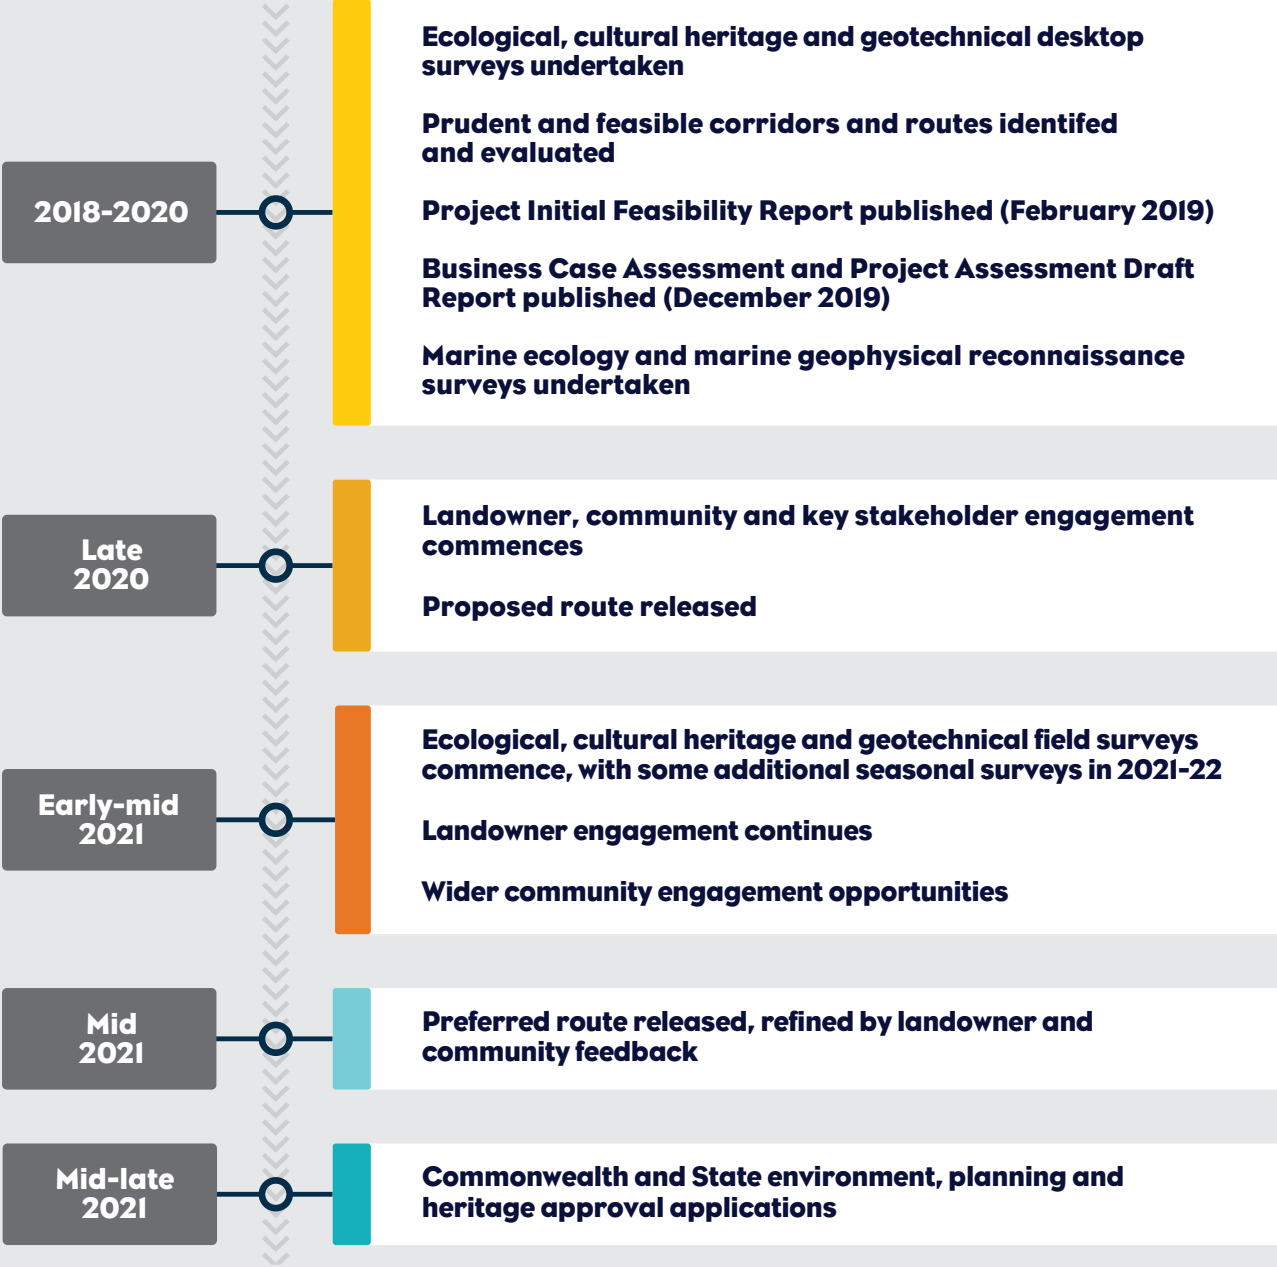 2018-2020
Ecological, cultural heritage and geotechnical desktop
surveys undertaken
Prudent and feasible corridors and routes identifed
and evaluated
Project Initial Feasibility Report published (February 2019)
Business Case Assessment and Project Assessment Draft
Report published (December 2019)
Marine ecology and marine geophysical reconnaissance
surveys undertaken
Late
2020
Landowner, community and key stakeholder engagement
commences
Proposed route released
Early-mid
2021
Ecological, cultural heritage and geotechnical field surveys
commence, with some additional seasonal surveys in 2021-22
Landowner engagement continues
Wider community engagement opportunities
Mid
2021
Preferred route released, refined by landowner and
community feedback
Mid-late
2021
Commonwealth and State environment, planning and
heritage approval applications